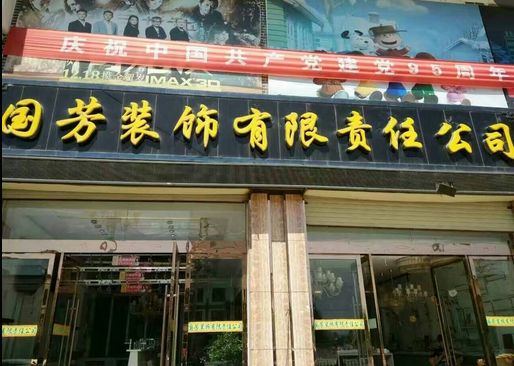 庆祝中国共产党建党95周年
12.18 IMAX 3D
国芳装饰有限责任公司